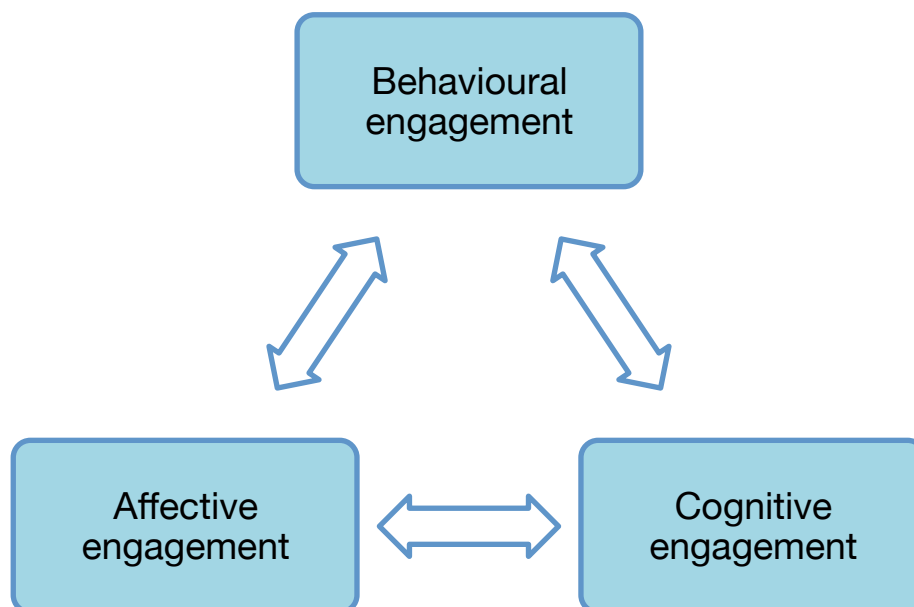 Behavioural
engagement
Affective
engagement
Cognitive
engagement